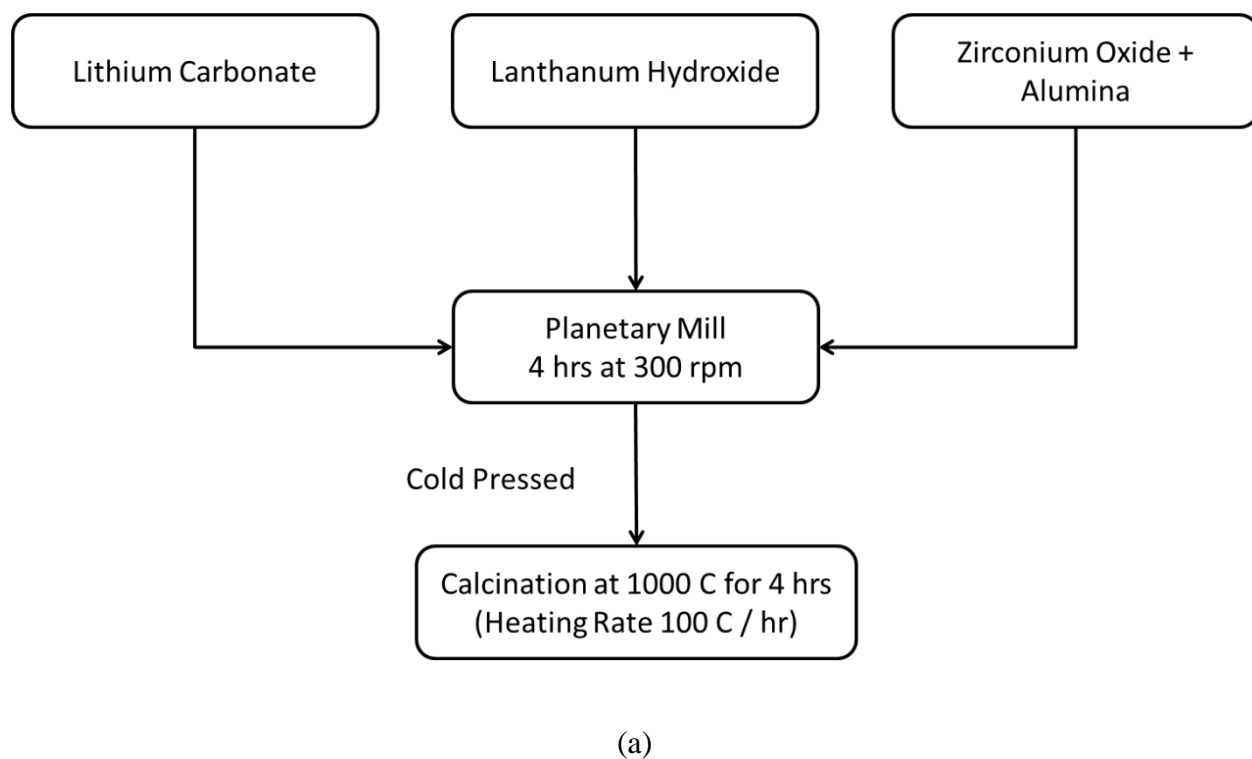 Lithium Carbonate
Lanthanum Hydroxide
Zirconium Oxide +
Alumina
Planetary Mill
4 hrs at 300 rpm
Cold Pressed
Calcination at 1000 C for 4 hrs
(Heating Rate 100 C / hr)
(a)